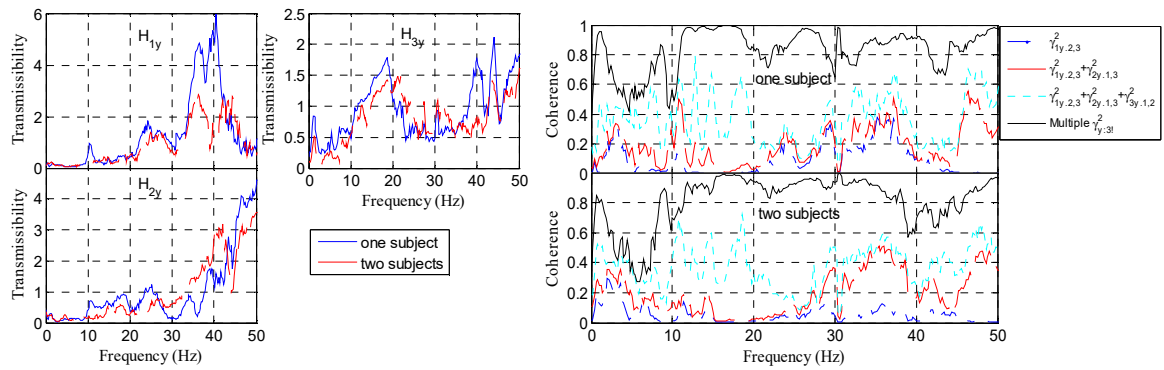 H1y
Transmissibility
6
4
2
0
H2y
Transmissibility
4
3
2
1
0
0 10 20 30 40 50
Frequency (Hz)
H3y
Transmissibility
2.5
2
1.5
1
0.5
0
0 10 20 30 40 50
Frequency (Hz)
one subject
two subjects
Coherence
1
0.8
0.6
0.4
0.2
0
one subject
Coherence
0.8
0.6
0.4
0.2
0
two subjects
0 10 20 30 40 50
Frequency (Hz)
γ²1y.2,3
γ²1y.2,3+γ²2y.1,3
γ²1y.2,3+γ²2y.1,3+γ²3y.1,2
Multiple γ²y:3!